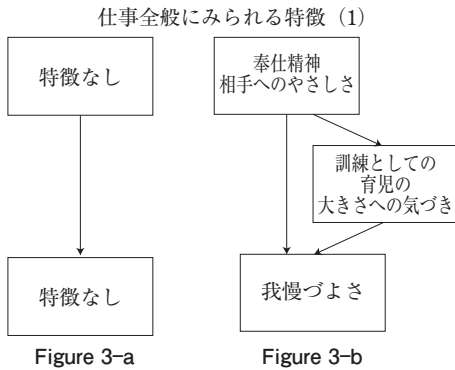 仕事全般にみられる特徴（1）
特徴なし
奉仕精神
相手へのやさしさ
訓練としての
育児の
大きさへの気づき
特徴なし
我慢づよさ
Figure 3-a
Figure 3-b